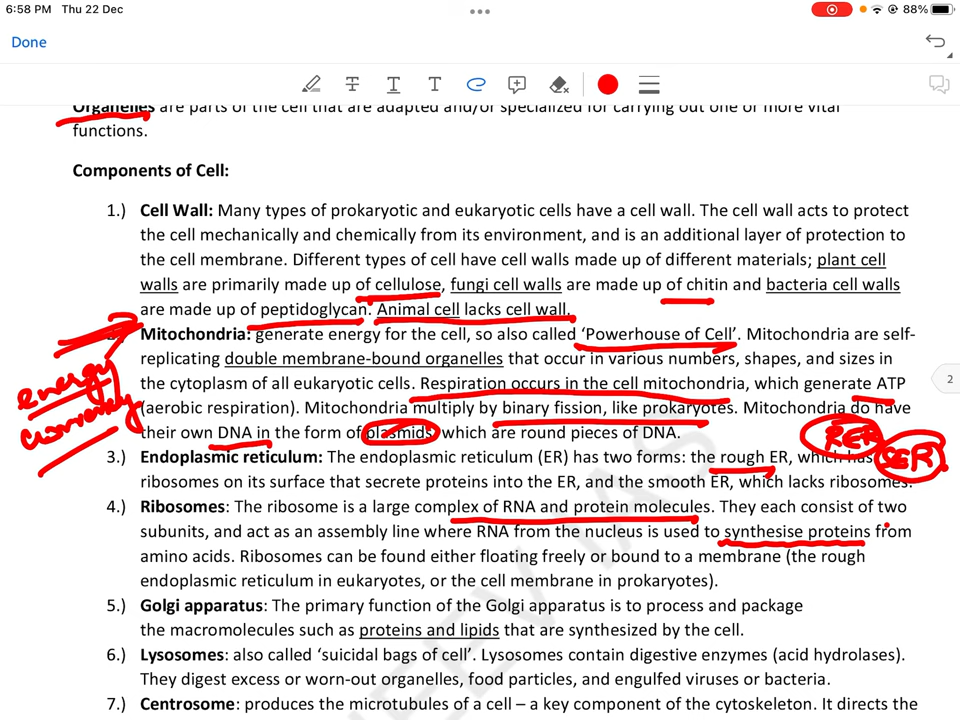 6:58 PM Thu 22 Dec
88%
Done
Organelles are parts of the cell that are adapted and/or specialized for carrying out one or more vital
functions.
Components of Cell:
1.) Cell Wall: Many types of prokaryotic and eukaryotic cells have a cell wall. The cell wall acts to protect
the cell mechanically and chemically from its environment, and is an additional layer of protection to
the cell membrane. Different types of cell have cell walls made up of different materials; plant cell
walls are primarily made up of cellulose, fungi cell walls are made up of chitin and bacteria cell walls
are made up of peptidoglycan. Animal cell lacks cell wall.
Mitochondria: generate energy for the cell, so also called ‘Powerhouse of Cell’. Mitochondria are self-
replicating double membrane-bound organelles that occur in various numbers, shapes, and sizes in
the cytoplasm of all eukaryotic cells. Respiration occurs in the cell mitochondria, which generate ATP
(aerobic respiration). Mitochondria multiply by binary fission, like prokaryotes. Mitochondria do have
their own DNA in the form of plasmids, which are round pieces of DNA.
energy
currency
RER
SER
3.) Endoplasmic reticulum: The endoplasmic reticulum (ER) has two forms: the rough ER, which has
ribosomes on its surface that secrete proteins into the ER, and the smooth ER, which lacks ribosomes.
4.) Ribosomes: The ribosome is a large complex of RNA and protein molecules. They each consist of two
subunits, and act as an assembly line where RNA from the nucleus is used to synthesise proteins from
amino acids. Ribosomes can be found either floating freely or bound to a membrane (the rough
endoplasmic reticulum in eukaryotes, or the cell membrane in prokaryotes).
5.) Golgi apparatus: The primary function of the Golgi apparatus is to process and package
the macromolecules such as proteins and lipids that are synthesized by the cell.
6.) Lysosomes: also called ‘suicidal bags of cell’. Lysosomes contain digestive enzymes (acid hydrolases).
They digest excess or worn-out organelles, food particles, and engulfed viruses or bacteria.
7.) Centrosome: produces the microtubules of a cell – a key component of the cytoskeleton. It directs the
2